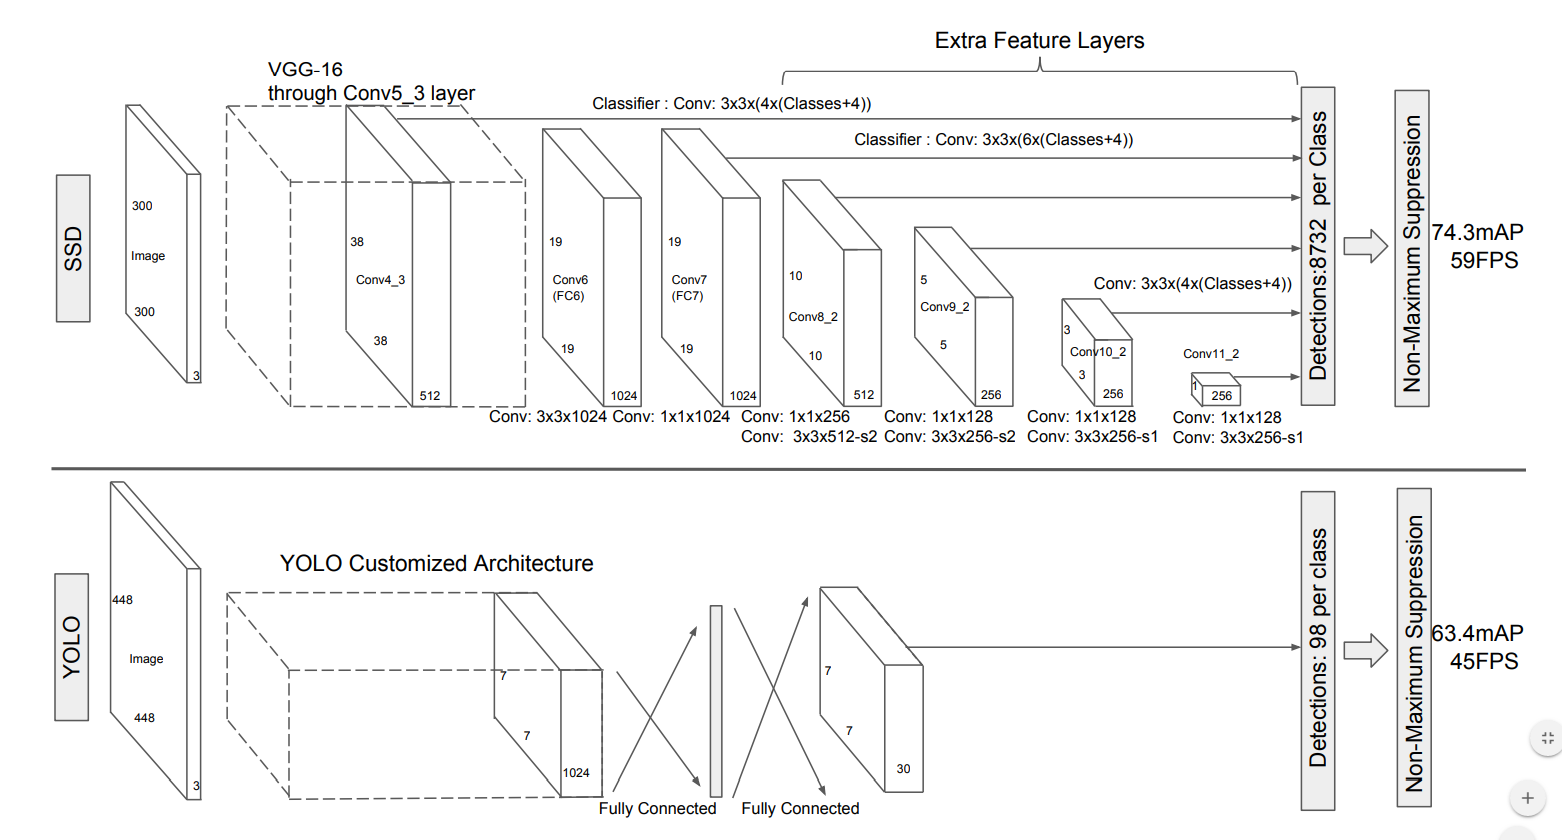 Extra Feature Layers
VGG-16
through Conv5_3 layer
Classifier : Conv: 3x3x(4x(Classes+4))
Classifier : Conv: 3x3x(6x(Classes+4))
SSD
300
Image
300
3
38
Conv4_3
38
512
19
Conv6
(FC6)
19
1024
19
Conv7
(FC7)
19
1024
10
Conv8_2
10
512
5
Conv9_2
5
256
Conv: 3x3x(4x(Classes+4))
3
Conv10_2
3
256
Conv11_2
1
256
Detections:8732 per Class
Non-Maximum Suppression
74.3mAP
59FPS
Conv: 3x3x1024
Conv: 1x1x1024
Conv: 1x1x256
Conv: 3x3x512-s2
Conv: 1x1x128
Conv: 3x3x256-s2
Conv: 1x1x128
Conv: 3x3x256-s1
Conv: 1x1x128
Conv: 3x3x256-s1
YOLO
448
Image
448
3
YOLO Customized Architecture
7
7
1024
Fully Connected
Fully Connected
7
7
30
Detections: 98 per class
Non-Maximum Suppression
63.4mAP
45FPS